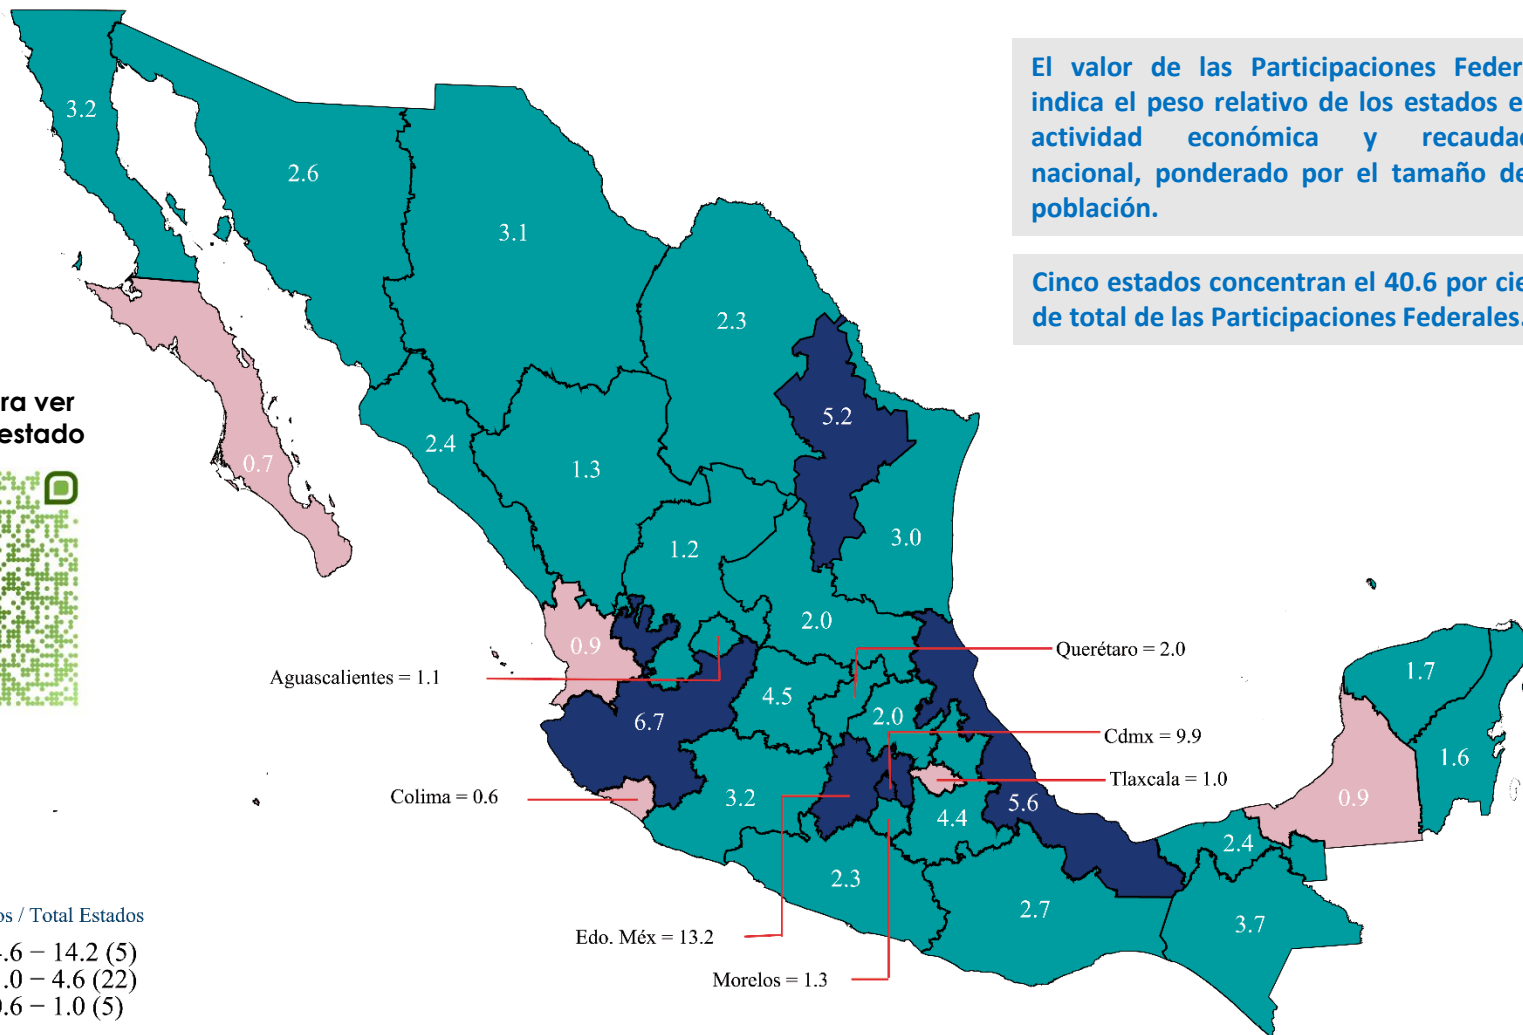 El valor de las Participaciones Feder
indica el peso relativo de los estados e
actividad económica y recauda
nacional, ponderado por el tamaño de
población.
Cinco estados concentran el 40.6 por cie
de total de las Participaciones Federales.
3.2
2.6
3.1
2.3
5.2
ra ver
estado
2.4
0.7
1.3
3.0
1.2
2.0
0.9
Querétaro = 2.0
Aguascalientes = 1.1
1.7
4.5
6.7
2.0
Cdmx = 9.9
1.6
Tlaxcala = 1.0
Colima = 0.6
3.2
5.6
0.9
4.4
2.4
2.3
2.7
3.7
os / Total Estados
Edo. Méx = 13.2
.6 − 14.2 (5)
Morelos = 1.3
.0 − 4.6 (22)
0.6 − 1.0 (5)